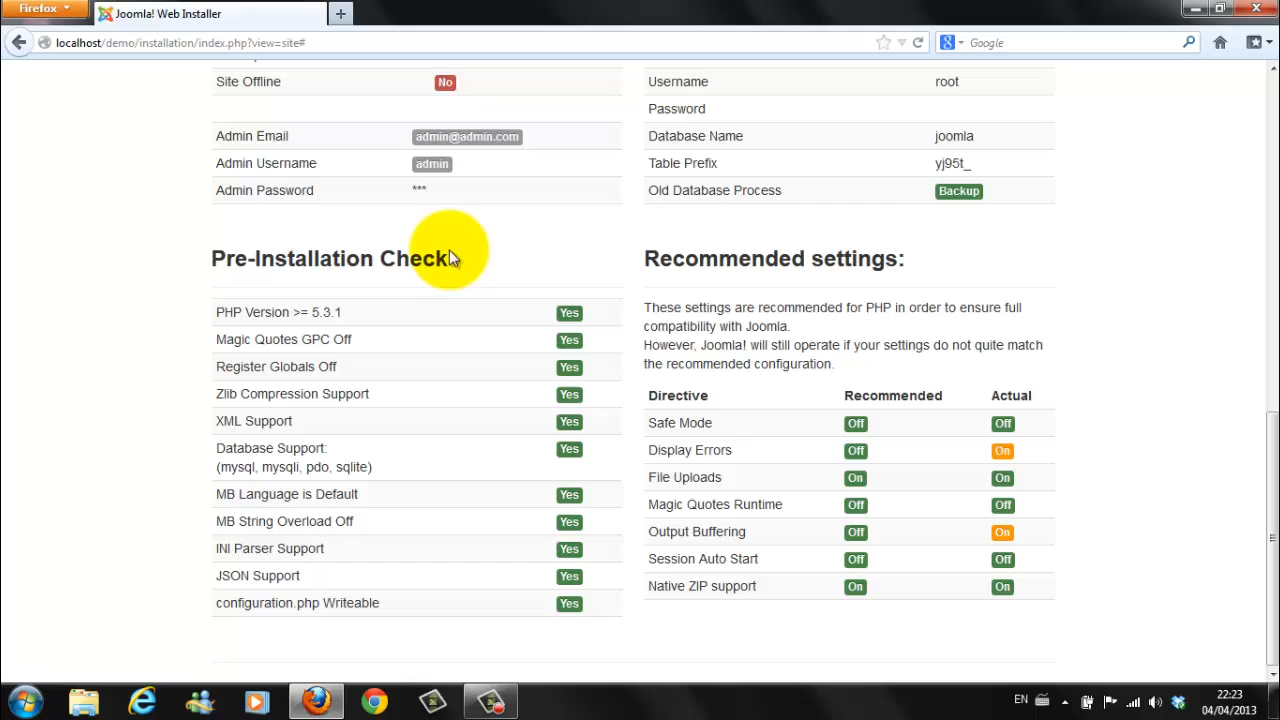 Firefox
Joomla! Web Installer
localhost/demo/installation/index.php?view=site#
Google
Site Offline No
Admin Email admin@admin.com
Admin Username admin
Admin Password ***
Username root
Password
Database Name joomla
Table Prefix yj95t_
Old Database Process Backup
Pre-Installation Check
PHP Version >= 5.3.1 Yes
Magic Quotes GPC Off Yes
Register Globals Off Yes
Zlib Compression Support Yes
XML Support Yes
Database Support: Yes
(mysql, mysqli, pdo, sqlite)
MB Language is Default Yes
MB String Overload Off Yes
INI Parser Support Yes
JSON Support Yes
configuration.php Writeable Yes
Recommended settings:
These settings are recommended for PHP in order to ensure full
compatibility with Joomla.
However, Joomla! will still operate if your settings do not quite match
the recommended configuration.
Directive Recommended Actual
Safe Mode Off Off
Display Errors Off On
File Uploads On On
Magic Quotes Runtime Off Off
Output Buffering Off On
Session Auto Start Off Off
Native ZIP support On On
EN
22:23
04/04/2013